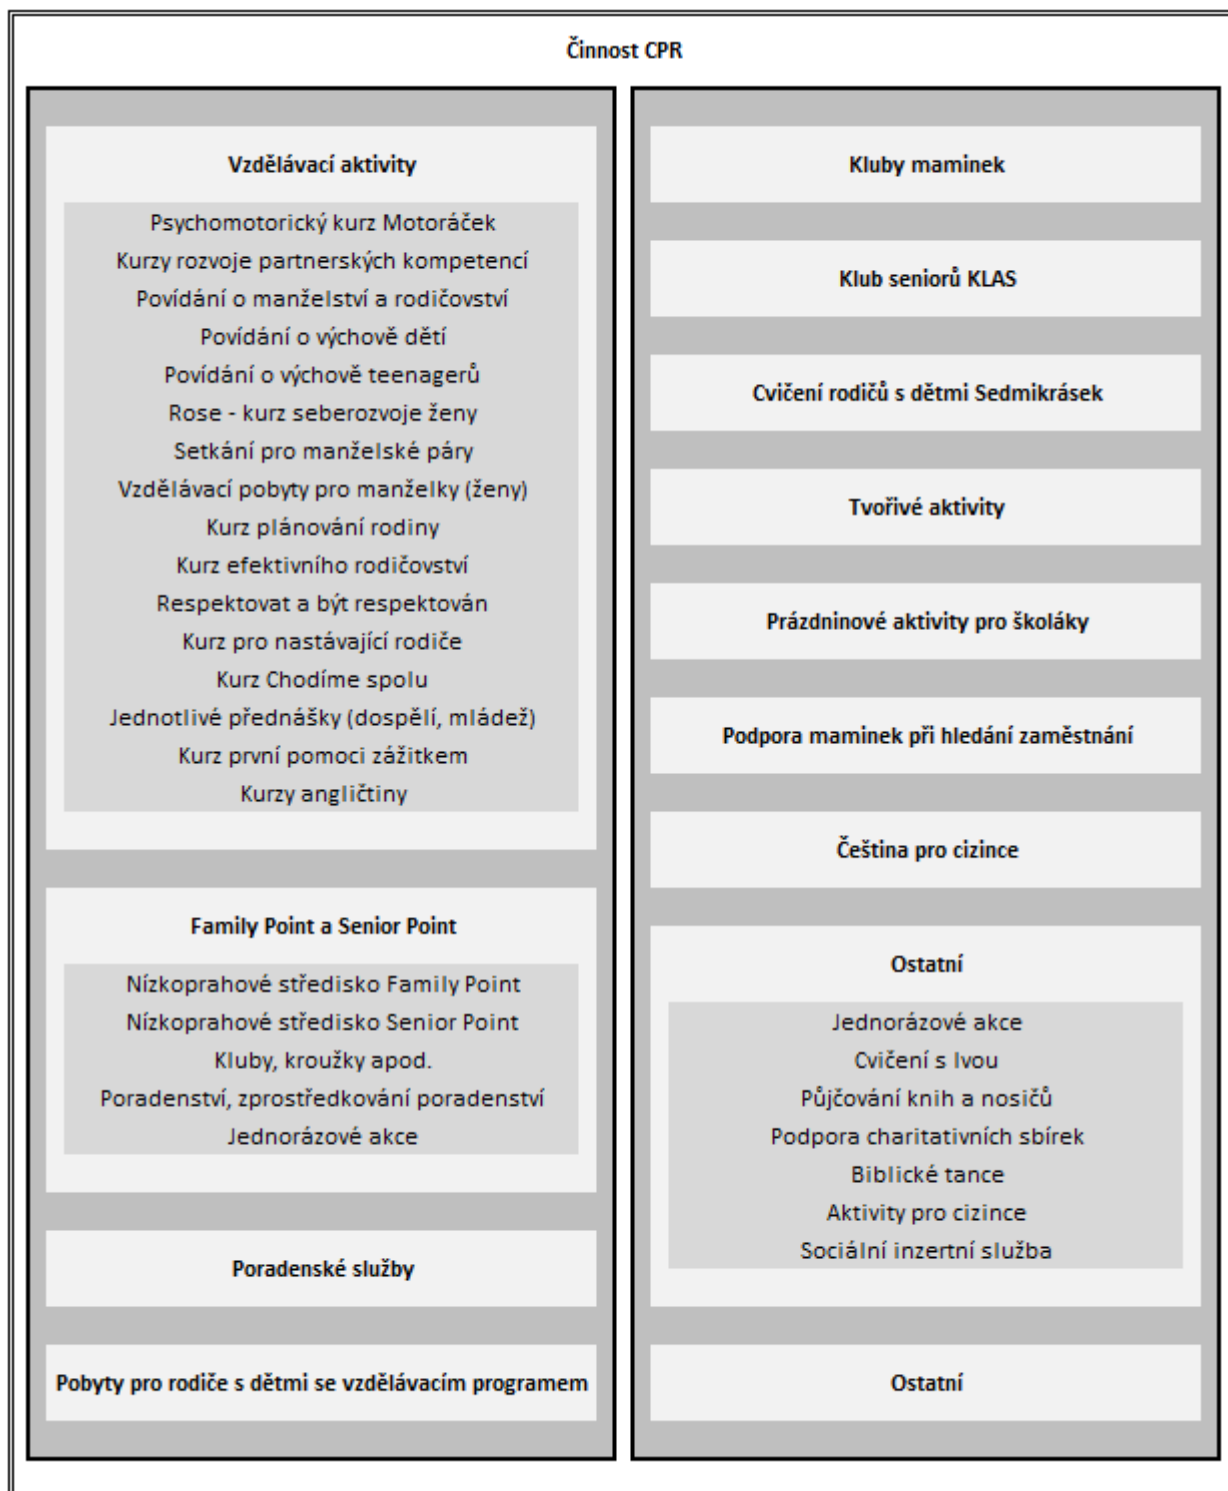 Činnost CPR
Vzdělávací aktivity
Psychomotorický kurz Motoráček
Kurzy rozvoje partnerských kompetencí
Povídání o manželství a rodičovství
Povídání o výchově dětí
Povídání o výchově teenagerů
Rose - kurz seberozvoje ženy
Setkání pro manželské páry
Vzdělávací pobyty pro manželky (ženy)
Kurz plánování rodiny
Kurz efektivního rodičovství
Respektovat a být respektován
Kurz pro nastávající rodiče
Kurz Chodíme spolu
Jednotlivé přednášky (dospělí, mládež)
Kurz první pomoci zážitkem
Kurzy angličtiny
Family Point a Senior Point
Nízkoprahové středisko Family Point
Nízkoprahové středisko Senior Point
Kluby, kroužky apod.
Poradenství, zprostředkování poradenství
Jednorázové akce
Poradenské služby
Pobyty pro rodiče s dětmi se vzdělávacím programem
Kluby maminek
Klub seniorů KLAS
Cvičení rodičů s dětmi Sedmikrásek
Tvořivé aktivity
Prázdninové aktivity pro školáky
Podpora maminek při hledání zaměstnání
Čeština pro cizince
Ostatní
Jednorázové akce
Cvičení s Ivou
Půjčování knih a nosičů
Podpora charitativních sbírek
Biblické tance
Aktivity pro cizince
Sociální inzertní služba
Ostatní